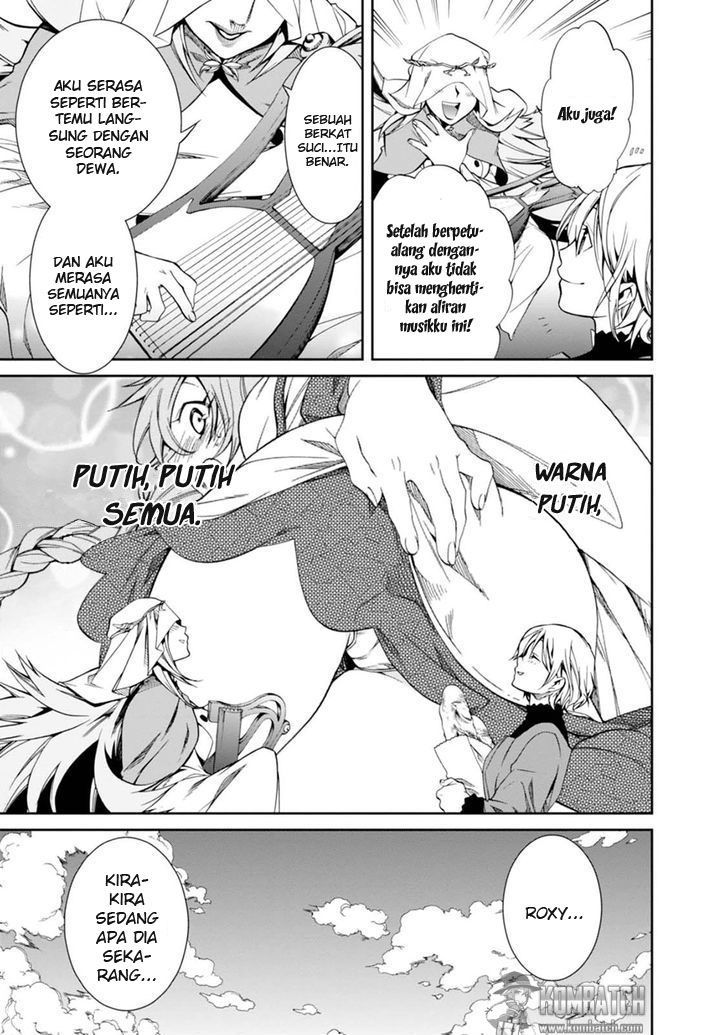 Aku juga!
Setelah berpetu-
alang dengan-
nya aku tidak
bisa menghenti-
kan aliran
musikku ini!
SEBUAH
BERKAT
SUCI...ITU
BENAR.
AKU SERASA
SEPERTI BER-
TEMU LANG-
SUNG DENGAN
SEORANG
DEWA.
DAN AKU
MERASA
SEMUANYA
SEPERTI...
WARNA
PUTIH,
PUTIH, PUTIH
SEMUA.
ROXY...
KIRA-
KIRA
SEDANG
APA DIA
SEKA-
RANG...
KOMBATCH
www.kombatch.com